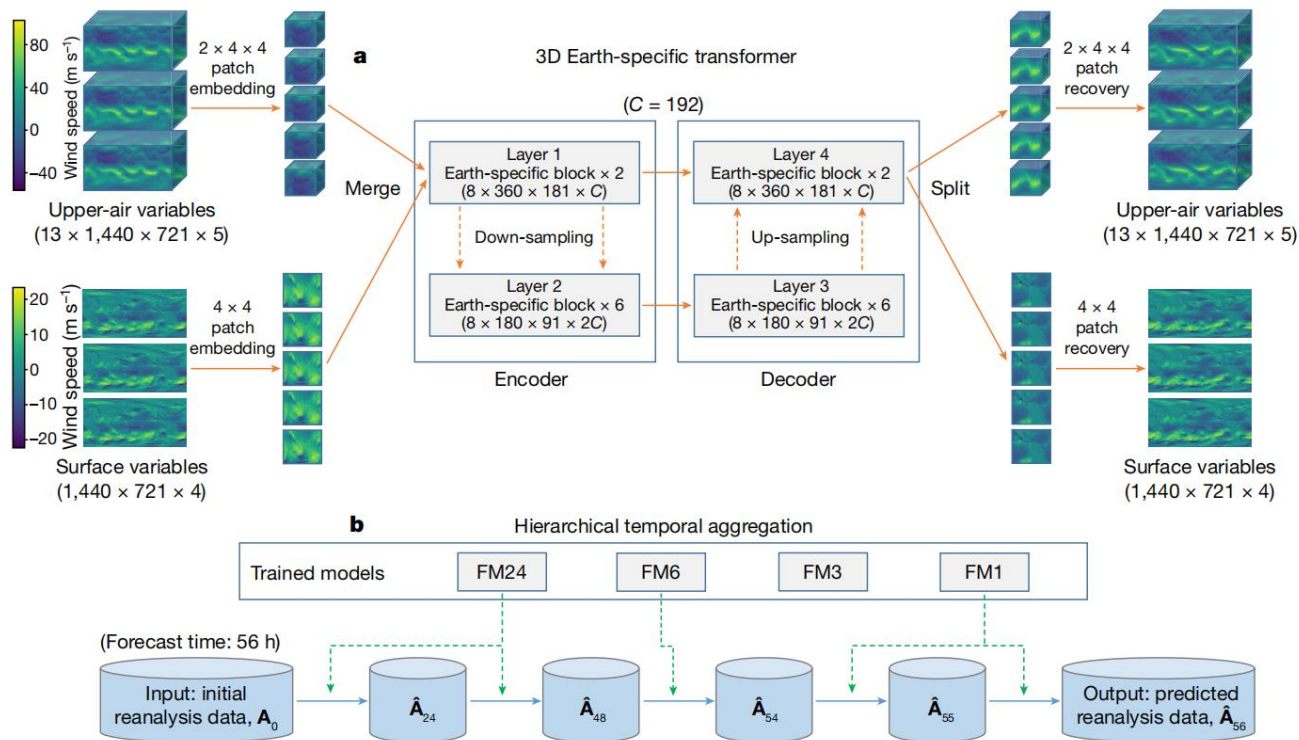 a
3D Earth-specific transformer
80
40
0
−40
Wind speed (m s−1)
2 × 4 × 4
patch
embedding
Upper-air variables
(13 × 1,440 × 721 × 5)
20
10
0
−10
−20
Wind speed (m s−1)
4 × 4
patch
embedding
Surface variables
(1,440 × 721 × 4)
Merge
(C = 192)
Layer 1
Earth-specific block × 2
(8 × 360 × 181 × C)
Down-sampling
Layer 2
Earth-specific block × 6
(8 × 180 × 91 × 2C)
Encoder
Layer 4
Earth-specific block × 2
(8 × 360 × 181 × C)
Up-sampling
Layer 3
Earth-specific block × 6
(8 × 180 × 91 × 2C)
Decoder
Split
2 × 4 × 4
patch
recovery
Upper-air variables
(13 × 1,440 × 721 × 5)
4 × 4
patch
recovery
Surface variables
(1,440 × 721 × 4)
b
Hierarchical temporal aggregation
Trained models
FM24
FM6
FM3
FM1
(Forecast time: 56 h)
Input: initial
reanalysis data, A0
Â24
Â48
Â54
Â55
Output: predicted
reanalysis data, Â56